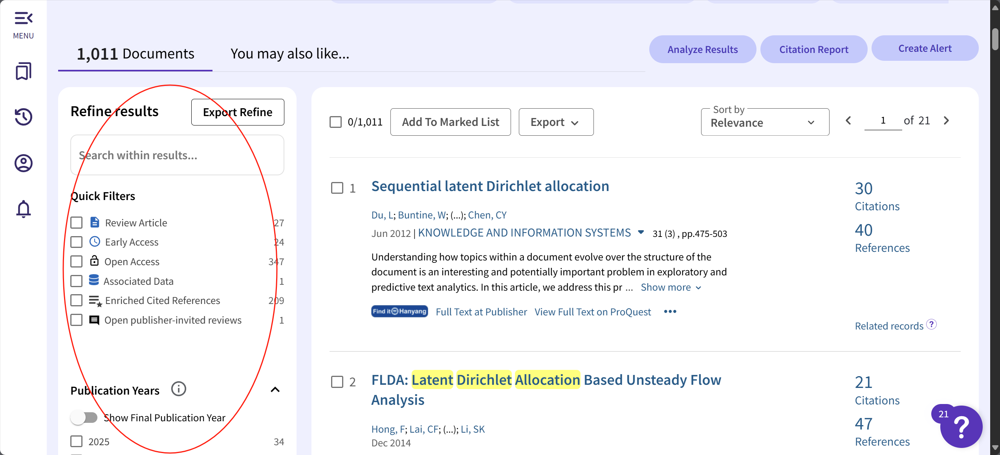 MENU
1,011 Documents
You may also like...
Analyze Results
Citation Report
Create Alert
Refine results
Export Refine
Search within results...
Quick Filters
Review Article 27
Early Access 24
Open Access 347
Associated Data 1
Enriched Cited References 209
Open publisher-invited reviews 1
Publication Years
Show Final Publication Year
2025 34
0/1,011
Add To Marked List
Export
Sort by
Relevance
1 of 21
1 Sequential latent Dirichlet allocation
Du, L; Buntine, W; (...); Chen, CY
Jun 2012 | KNOWLEDGE AND INFORMATION SYSTEMS 31 (3) , pp.475-503
Understanding how topics within a document evolve over the structure of the
document is an interesting and potentially important problem in exploratory and
predictive text analytics. In this article, we address this pr ... Show more
Find it Hanyang Full Text at Publisher View Full Text on ProQuest •••
30
Citations
40
References
Related records ?
2 FLDA: Latent Dirichlet Allocation Based Unsteady Flow
Analysis
Hong, F; Lai, CF; (...); Li, SK
Dec 2014
21
Citations
47
References
21
?